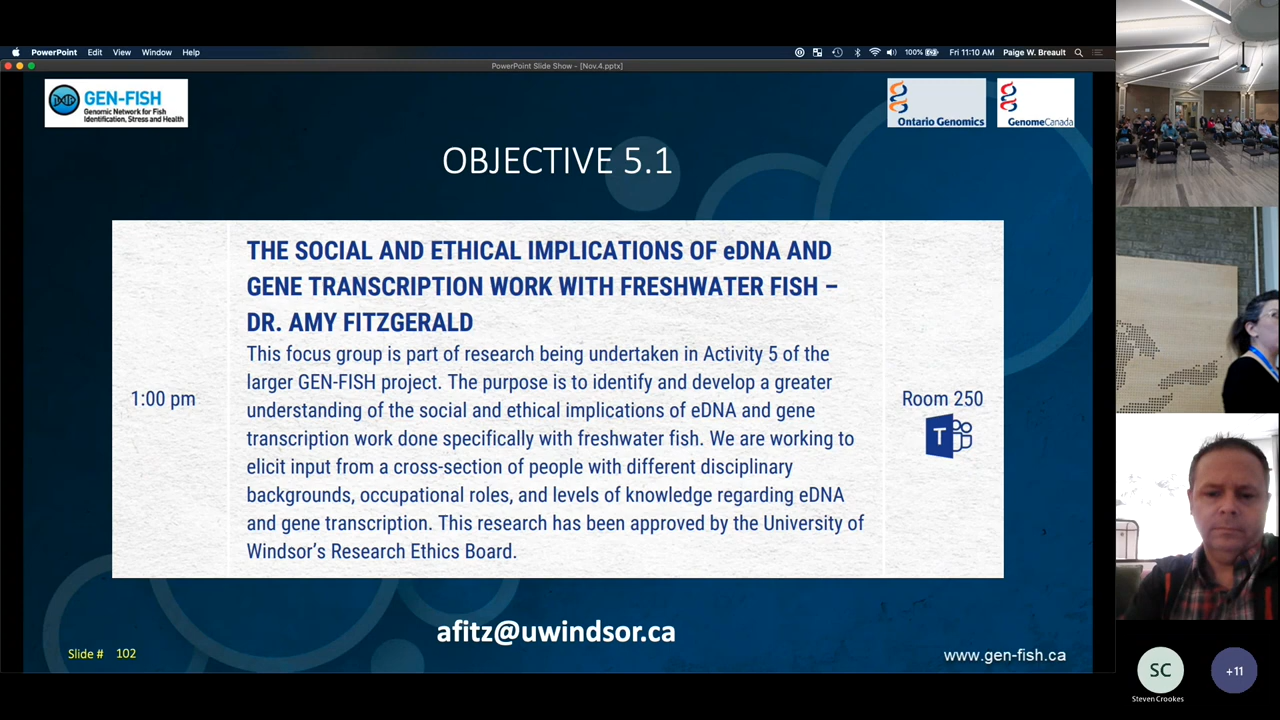 PowerPoint Edit View Window Help
100% Fri 11:10 AM Paige W. Breault
PowerPoint Slide Show - [Nov.4.pptx]
GEN-FISH
Genomic Network for Fish
Identification, Stress and Health
Ontario Genomics
GenomeCanada
OBJECTIVE 5.1
1:00 pm
THE SOCIAL AND ETHICAL IMPLICATIONS OF eDNA AND
GENE TRANSCRIPTION WORK WITH FRESHWATER FISH –
DR. AMY FITZGERALD
This focus group is part of research being undertaken in Activity 5 of the
larger GEN-FISH project. The purpose is to identify and develop a greater
understanding of the social and ethical implications of eDNA and gene
transcription work done specifically with freshwater fish. We are working to
elicit input from a cross-section of people with different disciplinary
backgrounds, occupational roles, and levels of knowledge regarding eDNA
and gene transcription. This research has been approved by the University of
Windsor’s Research Ethics Board.
Room 250
T
afitz@uwindsor.ca
Slide # 102
www.gen-fish.ca
SC
Steven Crookes
+11